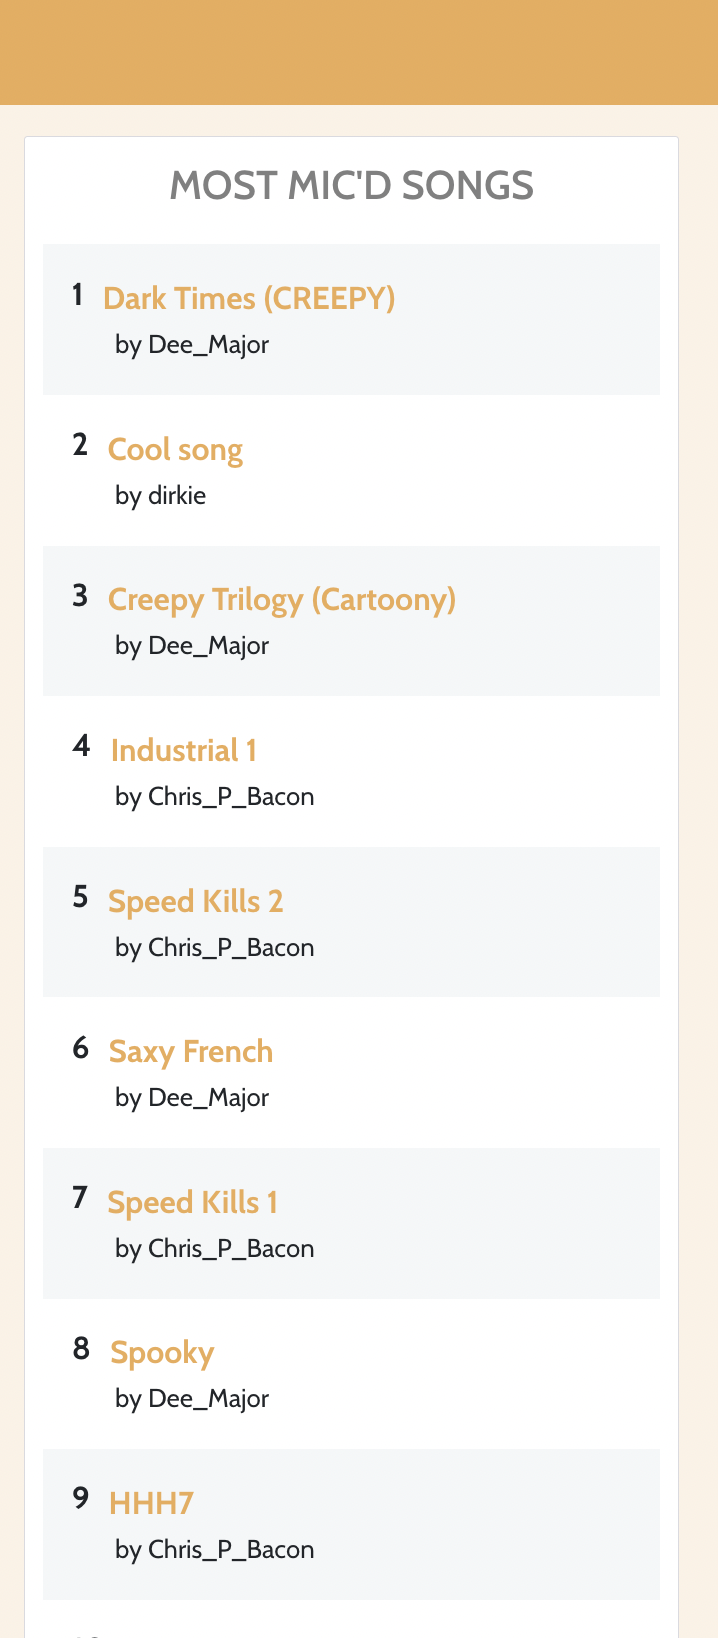 MOST MIC'D SONGS
1 Dark Times (CREEPY)
by Dee_Major
2 Cool song
by dirkie
3 Creepy Trilogy (Cartoony)
by Dee_Major
4 Industrial 1
by Chris_P_Bacon
5 Speed Kills 2
by Chris_P_Bacon
6 Saxy French
by Dee_Major
7 Speed Kills 1
by Chris_P_Bacon
8 Spooky
by Dee_Major
9 HHH7
by Chris_P_Bacon